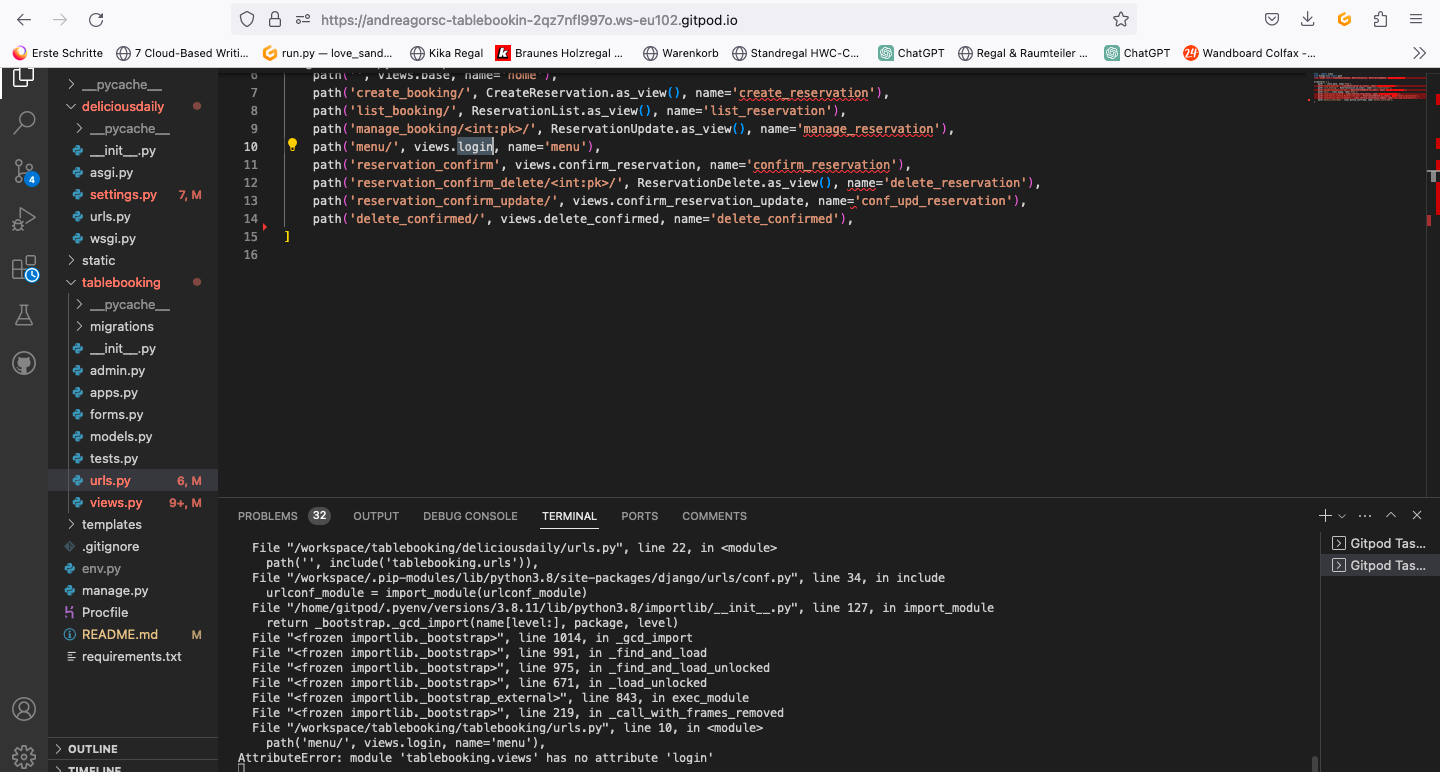 https://andreagorsc-tablebookin-2qz7nfl997o.ws-eu102.gitpod.io
Erste Schritte
7 Cloud-Based Writi...
run.py — love_sand...
Kika Regal
Braunes Holzregal ...
Warenkorb
Standregal HWC-C...
ChatGPT
Regal & Raumteiler ...
ChatGPT
Wandboard Colfax -...
4
__pycache__
deliciousdaily
__pycache__
__init__.py
asgi.py
settings.py 7, M
urls.py
wsgi.py
static
tablebooking
__pycache__
migrations
__init__.py
admin.py
apps.py
forms.py
models.py
tests.py
urls.py 6, M
views.py 9+, M
templates
.gitignore
env.py
manage.py
Procfile
README.md M
requirements.txt
OUTLINE
TIMELINE
6 path('', views.base, name='home'),
7 path('create_booking/', CreateReservation.as_view(), name='create_reservation'),
8 path('list_booking/', ReservationList.as_view(), name='list_reservation'),
9 path('manage_booking/<int:pk>/', ReservationUpdate.as_view(), name='manage_reservation'),
10 path('menu/', views.login, name='menu'),
11 path('reservation_confirm', views.confirm_reservation, name='confirm_reservation'),
12 path('reservation_confirm_delete/<int:pk>/', ReservationDelete.as_view(), name='delete_reservation'),
13 path('reservation_confirm_update/', views.confirm_reservation_update, name='conf_upd_reservation'),
14 path('delete_confirmed/', views.delete_confirmed, name='delete_confirmed'),
15 ]
16
PROBLEMS 32 OUTPUT DEBUG CONSOLE TERMINAL PORTS COMMENTS
File "/workspace/tablebooking/deliciousdaily/urls.py", line 22, in <module>
path('', include('tablebooking.urls')),
File "/workspace/.pip-modules/lib/python3.8/site-packages/django/urls/conf.py", line 34, in include
urlconf_module = import_module(urlconf_module)
File "/home/gitpod/.pyenv/versions/3.8.11/lib/python3.8/importlib/__init__.py", line 127, in import_module
return _bootstrap._gcd_import(name[level:], package, level)
File "<frozen importlib._bootstrap>", line 1014, in _gcd_import
File "<frozen importlib._bootstrap>", line 991, in _find_and_load
File "<frozen importlib._bootstrap>", line 975, in _find_and_load_unlocked
File "<frozen importlib._bootstrap>", line 671, in _load_unlocked
File "<frozen importlib._bootstrap_external>", line 843, in exec_module
File "<frozen importlib._bootstrap>", line 219, in _call_with_frames_removed
File "/workspace/tablebooking/tablebooking/urls.py", line 10, in <module>
path('menu/', views.login, name='menu'),
AttributeError: module 'tablebooking.views' has no attribute 'login'
Gitpod Tas...
Gitpod Tas...